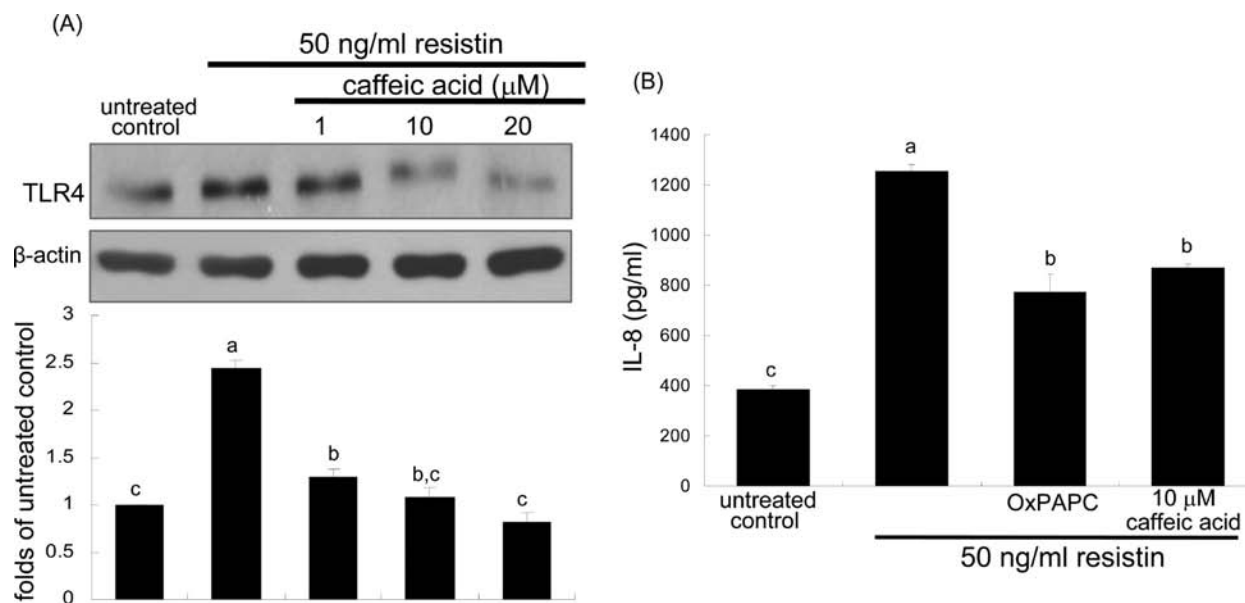 (A)
50 ng/ml resistin
caffeic acid (μM)
untreated
control
1 10 20
TLR4
β-actin
folds of untreated control
3
2.5
2
1.5
1
0.5
0
c
a
b
b,c
c
(B)
IL-8 (pg/ml)
1400
1200
1000
800
600
400
200
0
c
a
b
b
untreated
control
OxPAPC
10 μM
caffeic acid
50 ng/ml resistin